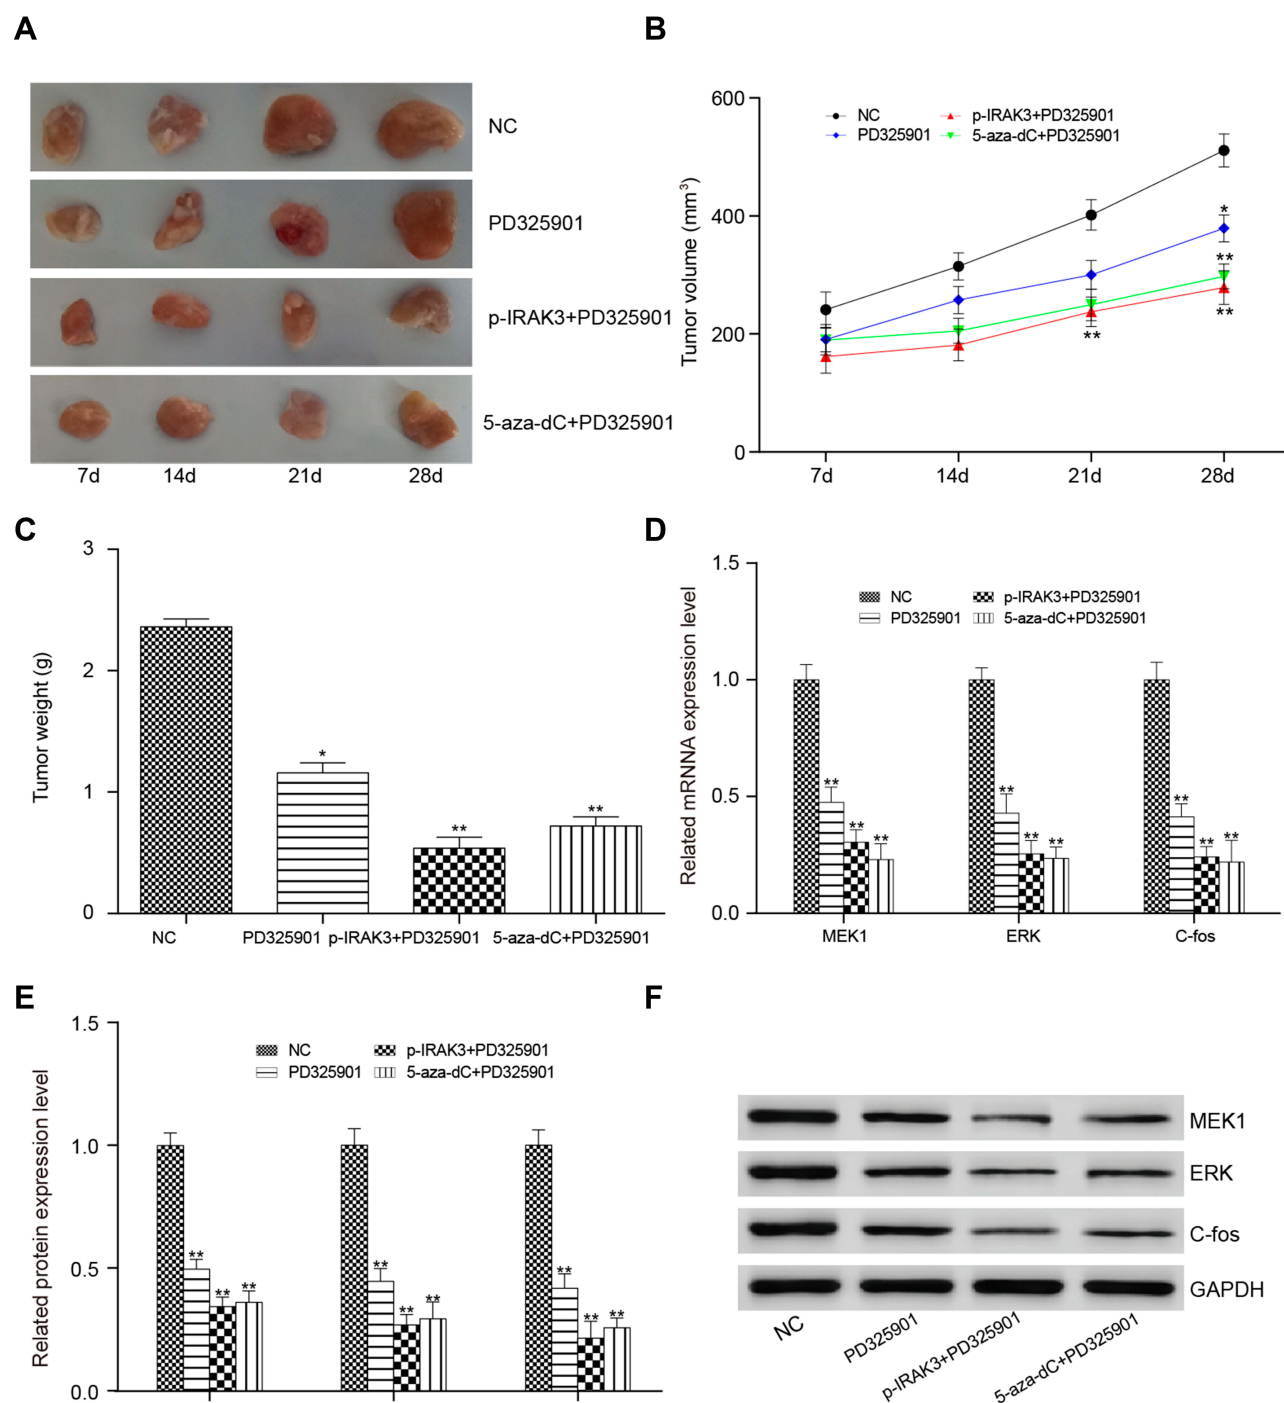 A
NC
PD325901
p-IRAK3+PD325901
5-aza-dC+PD325901
7d 14d 21d 28d
B
Tumor volume (mm³)
600
400
200
0
NC p-IRAK3+PD325901
PD325901 5-aza-dC+PD325901
*
**
**
**
7d 14d 21d 28d
C
Tumor weight (g)
3
2
1
0
*
**
**
NC PD325901 p-IRAK3+PD325901 5-aza-dC+PD325901
D
Related mRNNA expression level
1.5
1.0
0.5
0.0
NC p-IRAK3+PD325901
PD325901 5-aza-dC+PD325901
** ** ** ** ** ** ** ** **
MEK1 ERK C-fos
E
Related protein expression level
1.5
1.0
0.5
0.0
NC p-IRAK3+PD325901
PD325901 5-aza-dC+PD325901
** ** ** ** ** ** ** ** **
F
MEK1
ERK
C-fos
GAPDH
NC PD325901 p-IRAK3+PD325901 5-aza-dC+PD325901